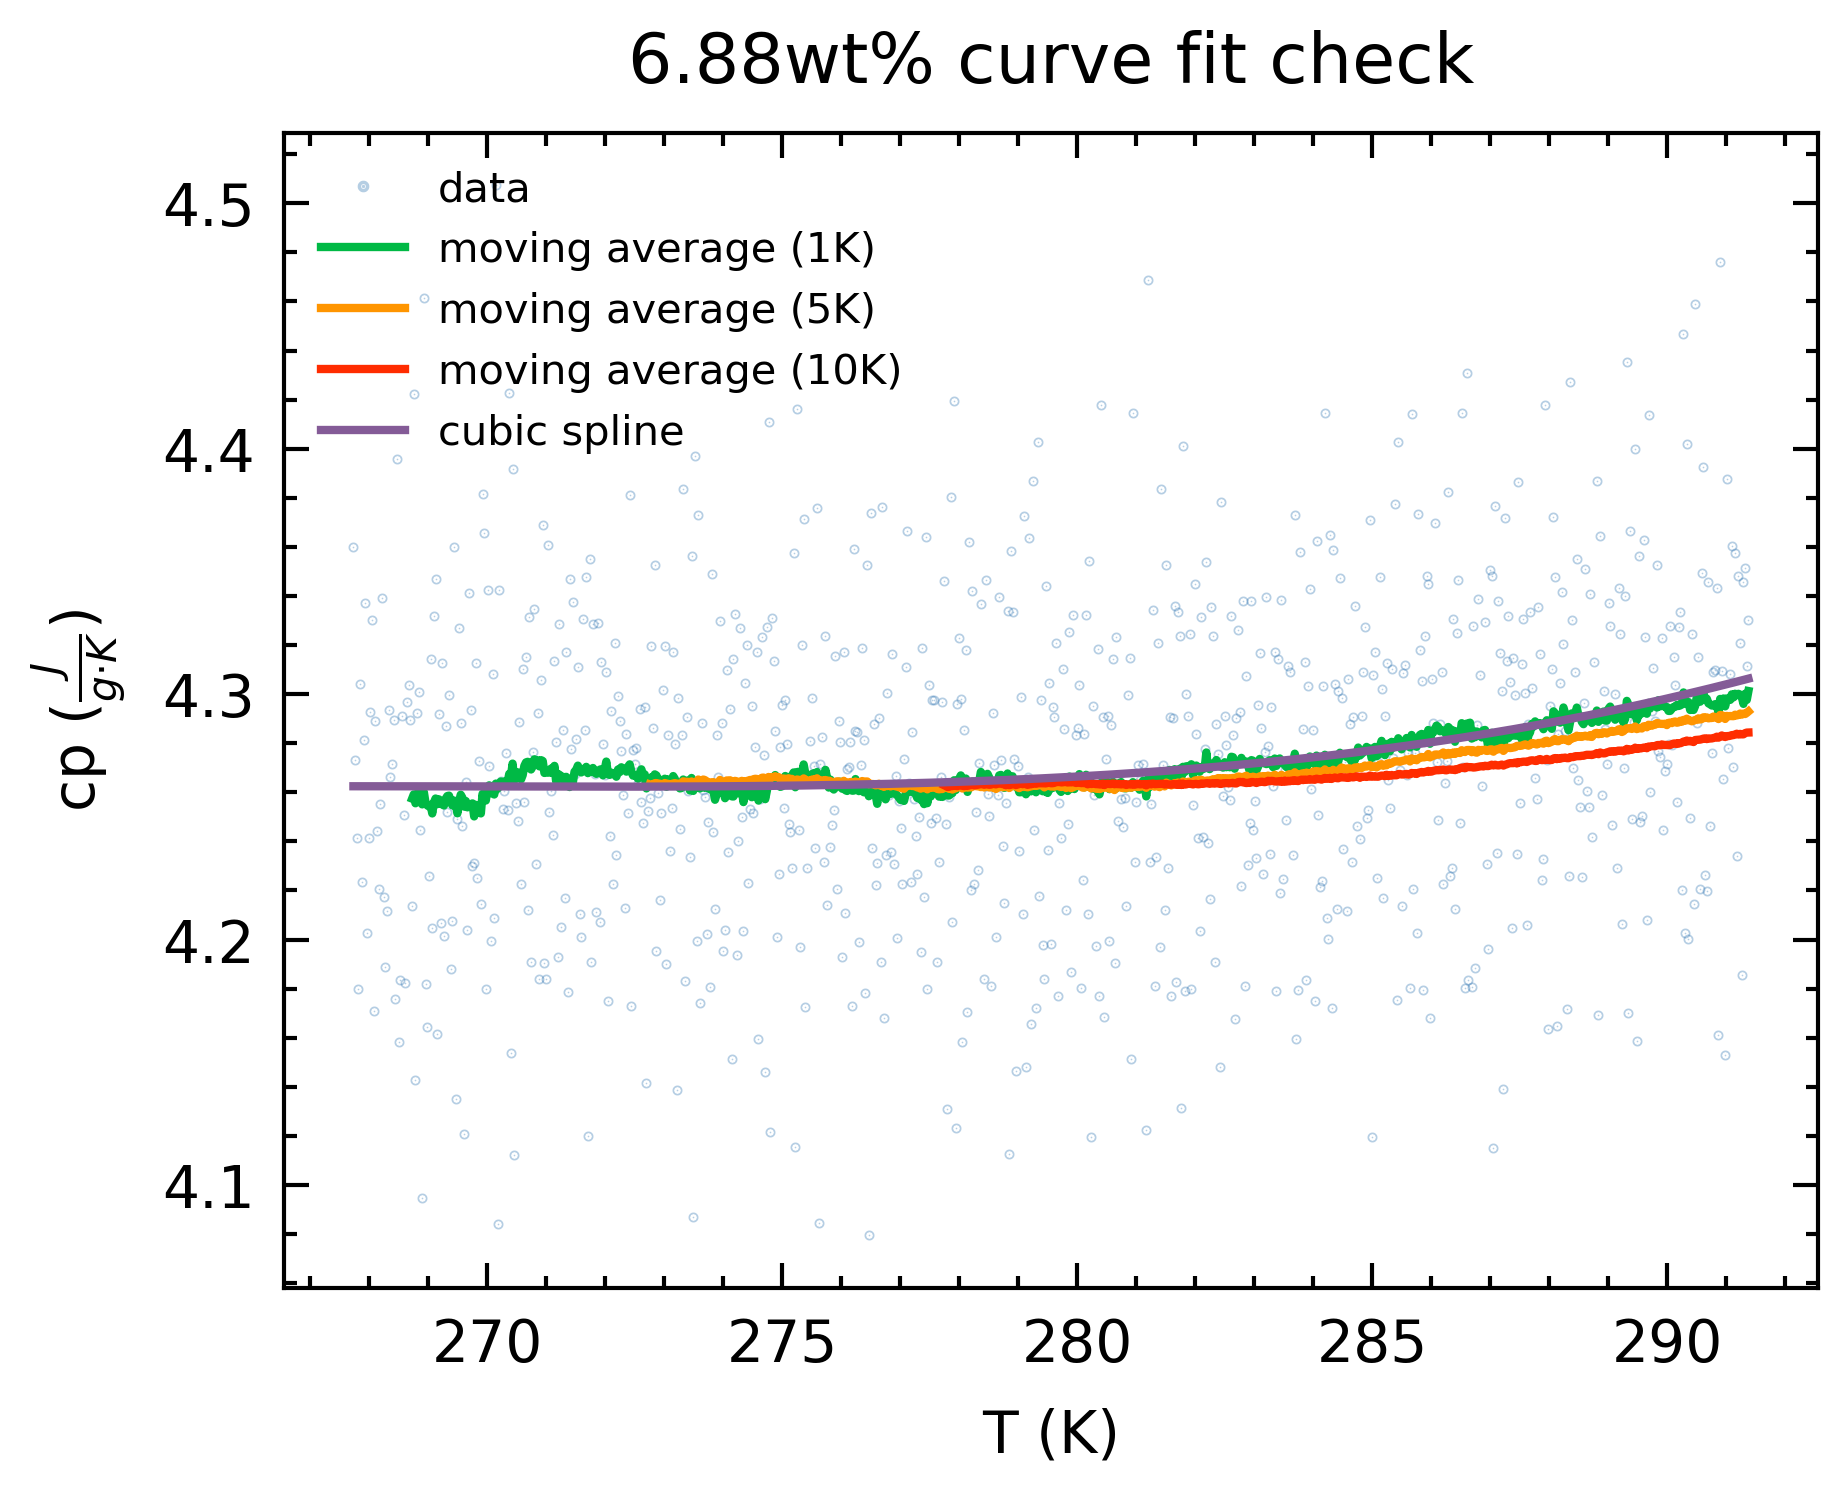 6.88wt% curve fit check
data
moving average (1K)
moving average (5K)
moving average (10K)
cubic spline
cp (J/g·K)
4.5
4.4
4.3
4.2
4.1
270 275 280 285 290
T (K)